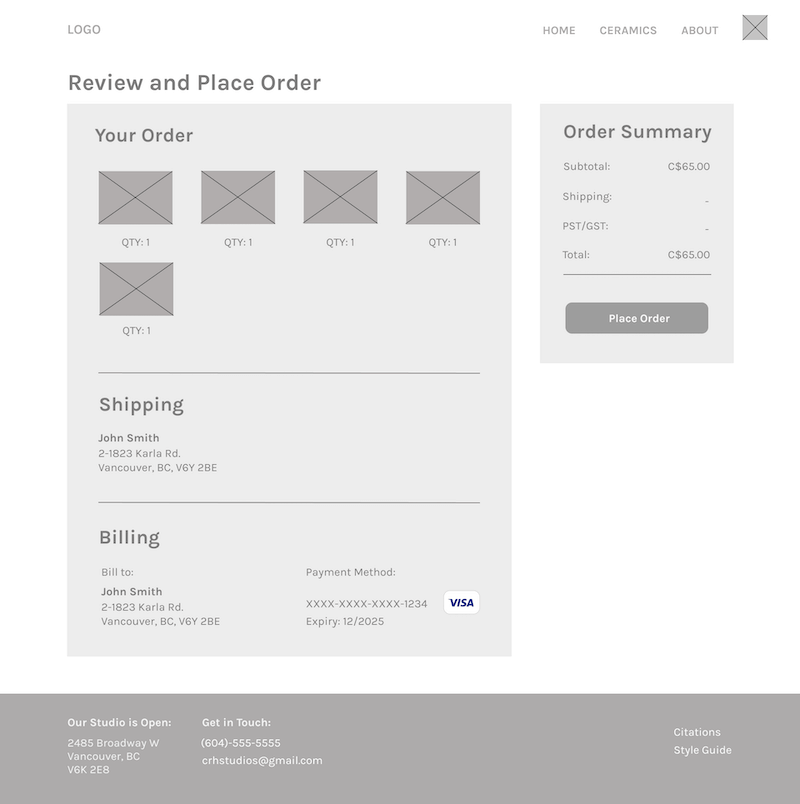 LOGO
HOME CERAMICS ABOUT
Review and Place Order
Your Order
QTY: 1 QTY: 1 QTY: 1 QTY: 1
QTY: 1
Shipping
John Smith
2-1823 Karla Rd.
Vancouver, BC, V6Y 2BE
Billing
Bill to:
John Smith
2-1823 Karla Rd.
Vancouver, BC, V6Y 2BE
Payment Method:
XXXX-XXXX-XXXX-1234 VISA
Expiry: 12/2025
Order Summary
Subtotal: C$65.00
Shipping: -
PST/GST: -
Total: C$65.00
Place Order
Our Studio is Open:
2485 Broadway W
Vancouver, BC
V6K 2E8
Get in Touch:
(604)-555-5555
crhstudios@gmail.com
Citations
Style Guide